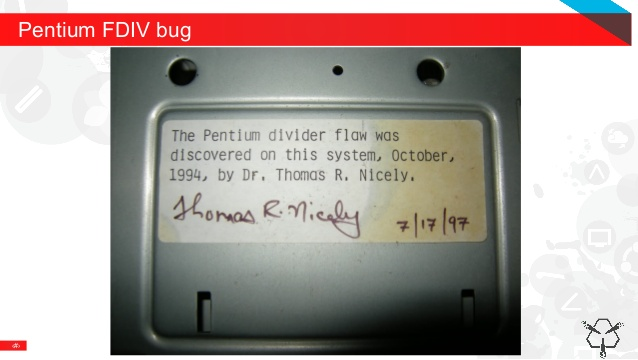 Pentium FDIV bug
The Pentium divider flaw was
discovered on this system, October,
1994, by Dr. Thomas R. Nicely.
Thomas R. Nicely
7/17/97